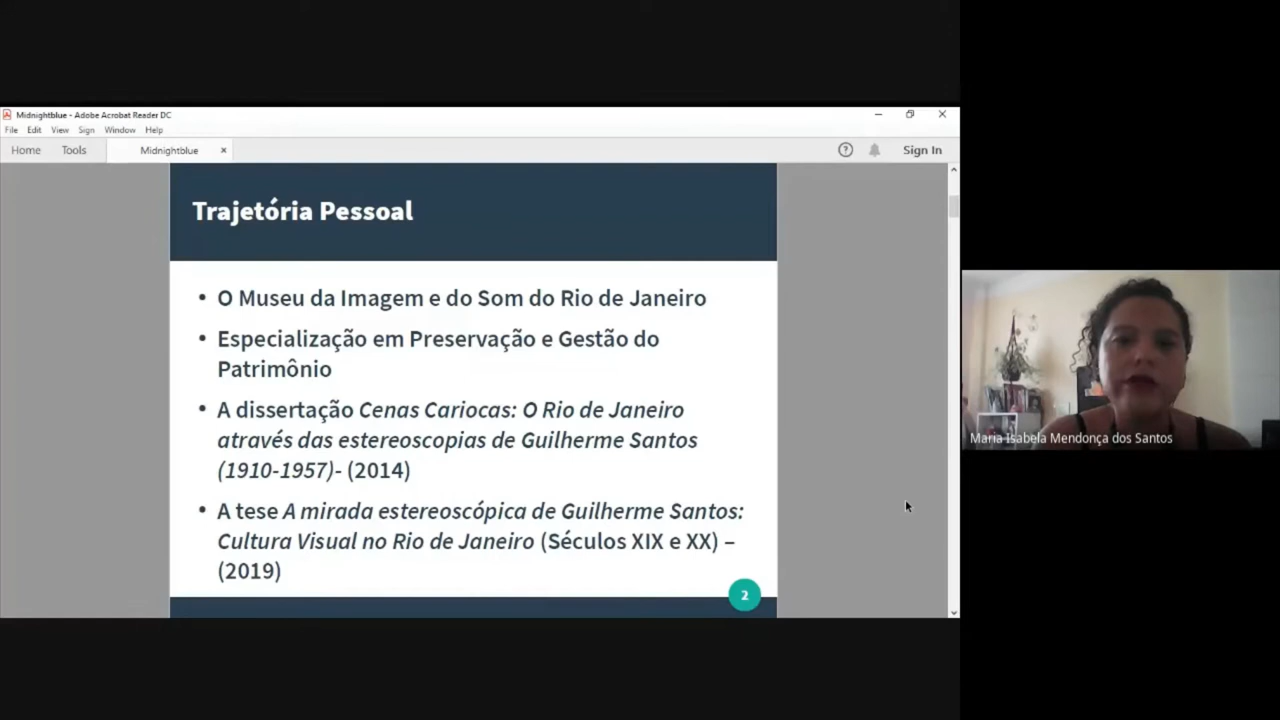 Midnightblue - Adobe Acrobat Reader DC
File Edit View Sign Window Help
Home Tools Midnightblue × Sign In
Trajetória Pessoal
• O Museu da Imagem e do Som do Rio de Janeiro
• Especialização em Preservação e Gestão do
Patrimônio
• A dissertação Cenas Cariocas: O Rio de Janeiro
através das estereoscopias de Guilherme Santos
(1910-1957)- (2014)
• A tese A mirada estereoscópica de Guilherme Santos:
Cultura Visual no Rio de Janeiro (Séculos XIX e XX) –
(2019)
2
Maria Isabela Mendonça dos Santos